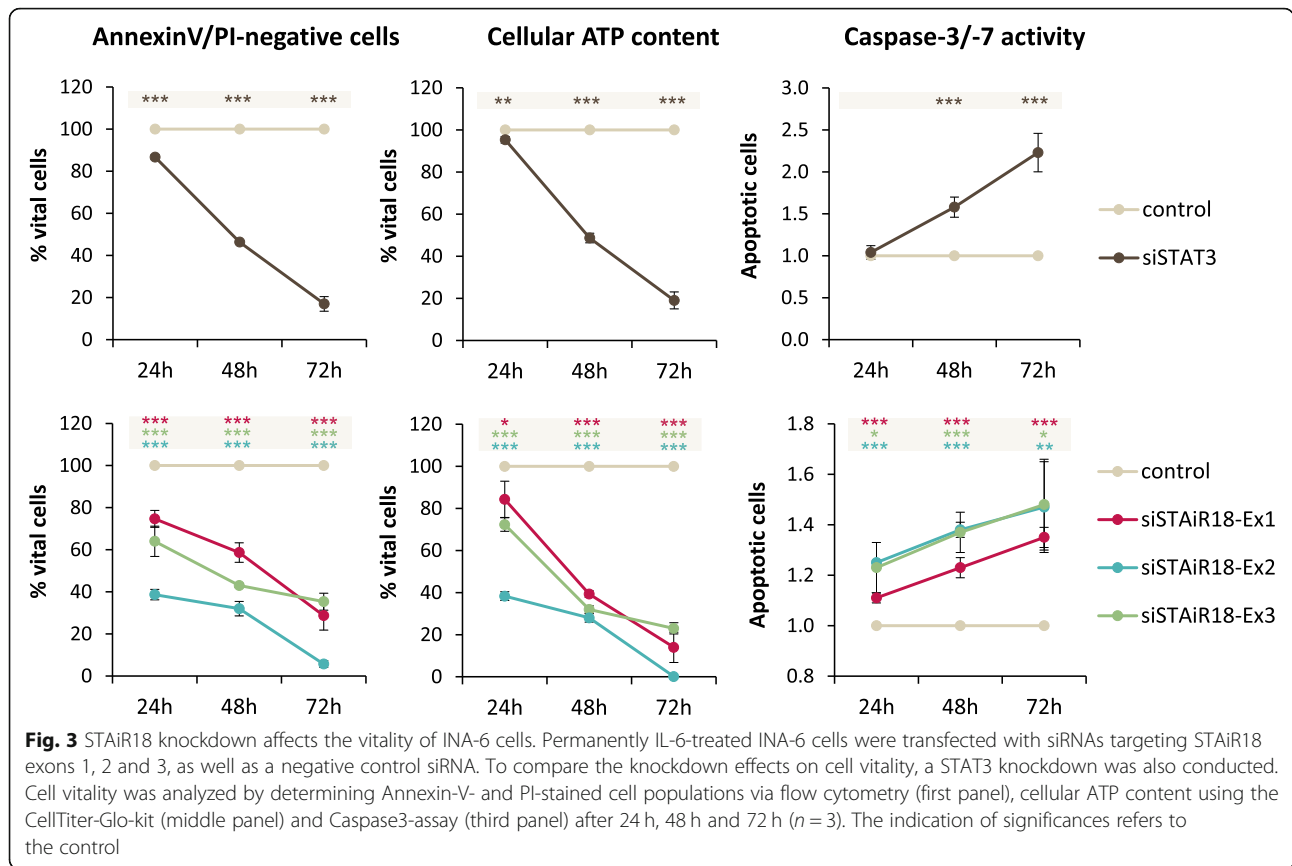 AnnexinV/PI-negative cells
Cellular ATP content
Caspase-3/-7 activity
% vital cells
120
100
80
60
40
20
0
*** *** ***
24h 48h 72h
% vital cells
120
100
80
60
40
20
0
** *** ***
24h 48h 72h
Apoptotic cells
3.0
2.5
2.0
1.5
1.0
0.5
0.0
*** ***
24h 48h 72h
control
siSTAT3
% vital cells
120
100
80
60
40
20
0
*** *** ***
*** *** ***
*** *** ***
24h 48h 72h
% vital cells
120
100
80
60
40
20
0
* *** ***
*** *** ***
*** *** ***
24h 48h 72h
Apoptotic cells
1.8
1.6
1.4
1.2
1.0
0.8
*** *** ***
* *** *
*** *** **
24h 48h 72h
control
siSTAiR18-Ex1
siSTAiR18-Ex2
siSTAiR18-Ex3
Fig. 3 STAiR18 knockdown affects the vitality of INA-6 cells. Permanently IL-6-treated INA-6 cells were transfected with siRNAs targeting STAiR18
exons 1, 2 and 3, as well as a negative control siRNA. To compare the knockdown effects on cell vitality, a STAT3 knockdown was also conducted.
Cell vitality was analyzed by determining Annexin-V- and PI-stained cell populations via flow cytometry (first panel), cellular ATP content using the
CellTiter-Glo-kit (middle panel) and Caspase3-assay (third panel) after 24 h, 48 h and 72 h (n = 3). The indication of significances refers to
the control